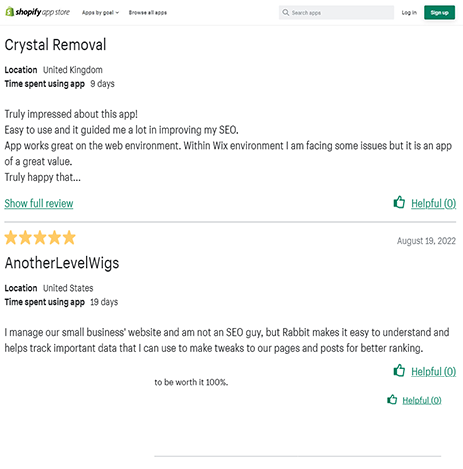 shopify app store Apps by goal Browse all apps Search apps Log in Sign up
Crystal Removal
Location United Kingdom
Time spent using app 9 days
Truly impressed about this app!
Easy to use and it guided me a lot in improving my SEO.
App works great on the web environment. Within Wix environment I am facing some issues but it is an app
of a great value.
Truly happy that...
Show full review Helpful (0)
August 19, 2022
AnotherLevelWigs
Location United States
Time spent using app 19 days
I manage our small business' website and am not an SEO guy, but Rabbit makes it easy to understand and
helps track important data that I can use to make tweaks to our pages and posts for better ranking.
Helpful (0)
to be worth it 100%.
Helpful (0)